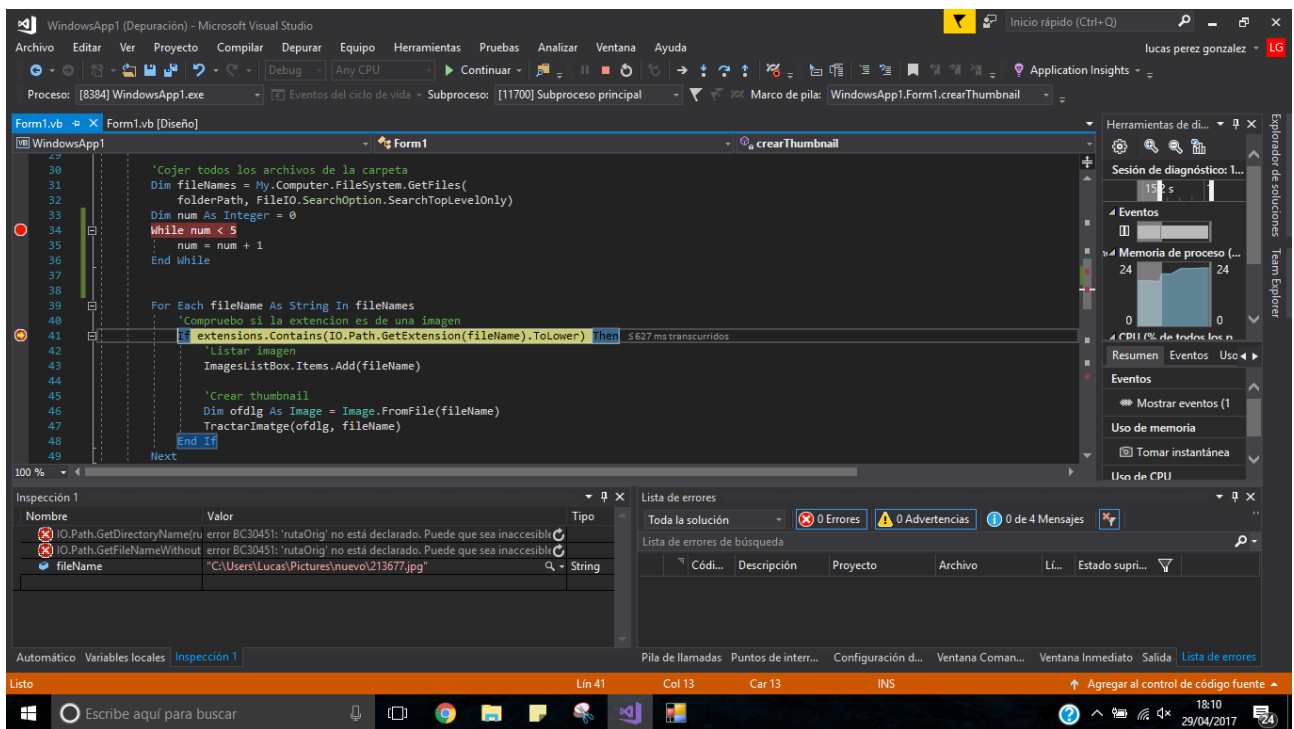 WindowsApp1 (Depuración) - Microsoft Visual Studio
Inicio rápido (Ctrl+Q)
Archivo Editar Ver Proyecto Compilar Depurar Equipo Herramientas Pruebas Analizar Ventana Ayuda
lucas perez gonzalez LG
Debug Any CPU Continuar Application Insights
Proceso: [8384] WindowsApp1.exe Eventos del ciclo de vida Subproceso: [11700] Subproceso principal Marco de pila: WindowsApp1.Form1.crearThumbnail
Form1.vb Form1.vb [Diseño]
VB WindowsApp1 Form1 crearThumbnail
29
30 'Cojer todos los archivos de la carpeta
31 Dim fileNames = My.Computer.FileSystem.GetFiles(
32 folderPath, FileIO.SearchOption.SearchTopLevelOnly)
33 Dim num As Integer = 0
34 While num < 5
35 num = num + 1
36 End While
37
38
39 For Each fileName As String In fileNames
40 'Compruebo si la extencion es de una imagen
41 If extensions.Contains(IO.Path.GetExtension(fileName).ToLower) Then ≤627 ms transcurridos
42 'Listar imagen
43 ImagesListBox.Items.Add(fileName)
44
45 'Crear thumbnail
46 Dim ofdlg As Image = Image.FromFile(fileName)
47 TractarImatge(ofdlg, fileName)
48 End If
49 Next
100 %
Herramientas de di...
Sesión de diagnóstico: 1...
15 2 s 1
Eventos
Memoria de proceso (...
24 24
0 0
CPU (% de todos los p
Resumen Eventos Uso
Eventos
Mostrar eventos (1
Uso de memoria
Tomar instantánea
Uso de CPU
Explorador de soluciones
Team Explorer
Inspección 1
Nombre Valor Tipo
IO.Path.GetDirectoryName(ru error BC30451: 'rutaOrig' no está declarado. Puede que sea inaccesible
IO.Path.GetFileNameWithout error BC30451: 'rutaOrig' no está declarado. Puede que sea inaccesible
fileName "C:\Users\Lucas\Pictures\nuevo\213677.jpg" String
Automático Variables locales Inspección 1
Lista de errores
Toda la solución 0 Errores 0 Advertencias 0 de 4 Mensajes
Lista de errores de búsqueda
Códi... Descripción Proyecto Archivo Lí... Estado supri...
Pila de llamadas Puntos de interr... Configuración d... Ventana Coman... Ventana Inmediato Salida Lista de errores
Listo Lín 41 Col 13 Car 13 INS Agregar al control de código fuente
Escribe aquí para buscar
18:10
29/04/2017
24